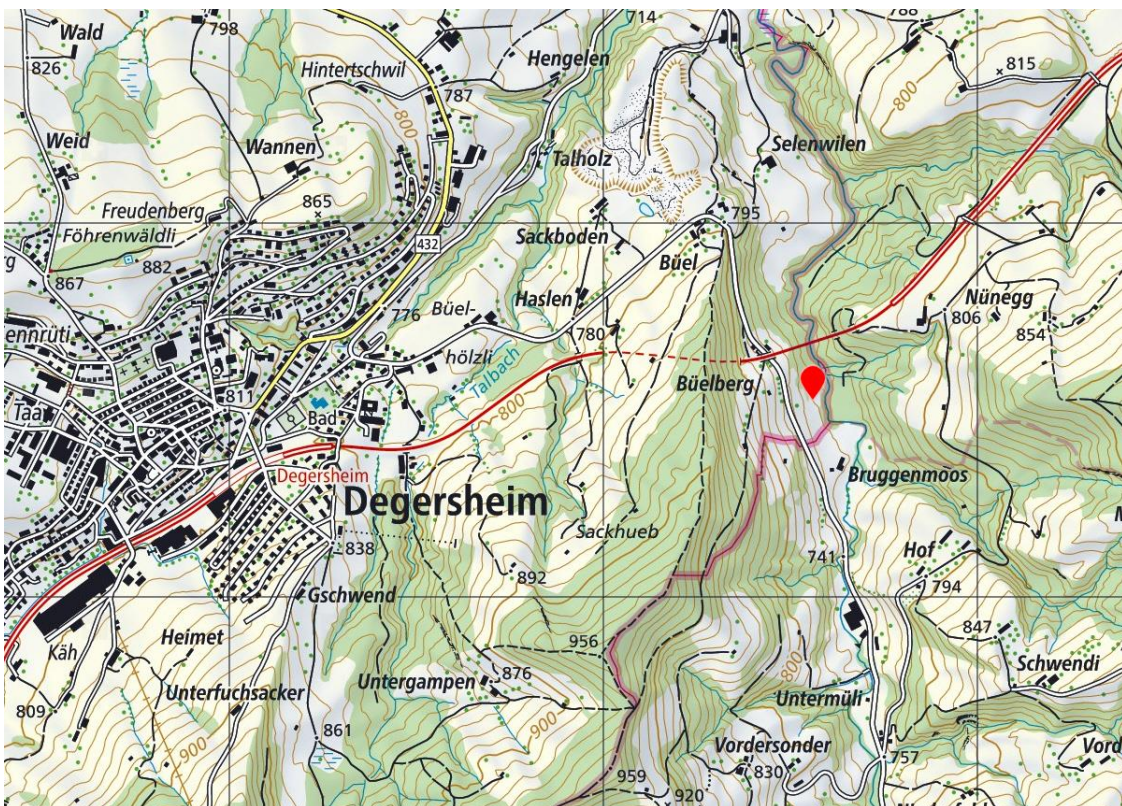 Wald
798
714
788
826
Hengelen
Hintertschwil
787
800
815
800
Weid
Wannen
Talholz
Selenwilen
865
Freudenberg
795
Föhrenwäldli
432
Sackboden
882
Büel
867
Haslen
Nünegg
776
Büel-
806
854
ennrüti
780
hölzli
Talbach
Büelberg
811
Taa
800
Bad
Degersheim
Degersheim
Bruggenmoos
Sackhueb
838
741
Hof
892
794
Gschwend
847
Heimet
956
800
Käh
Schwendi
876
Unterfuchsacker
Untergampen
Untermüli
809
900
861
900
Vordersonder
Vord
757
830
959
920